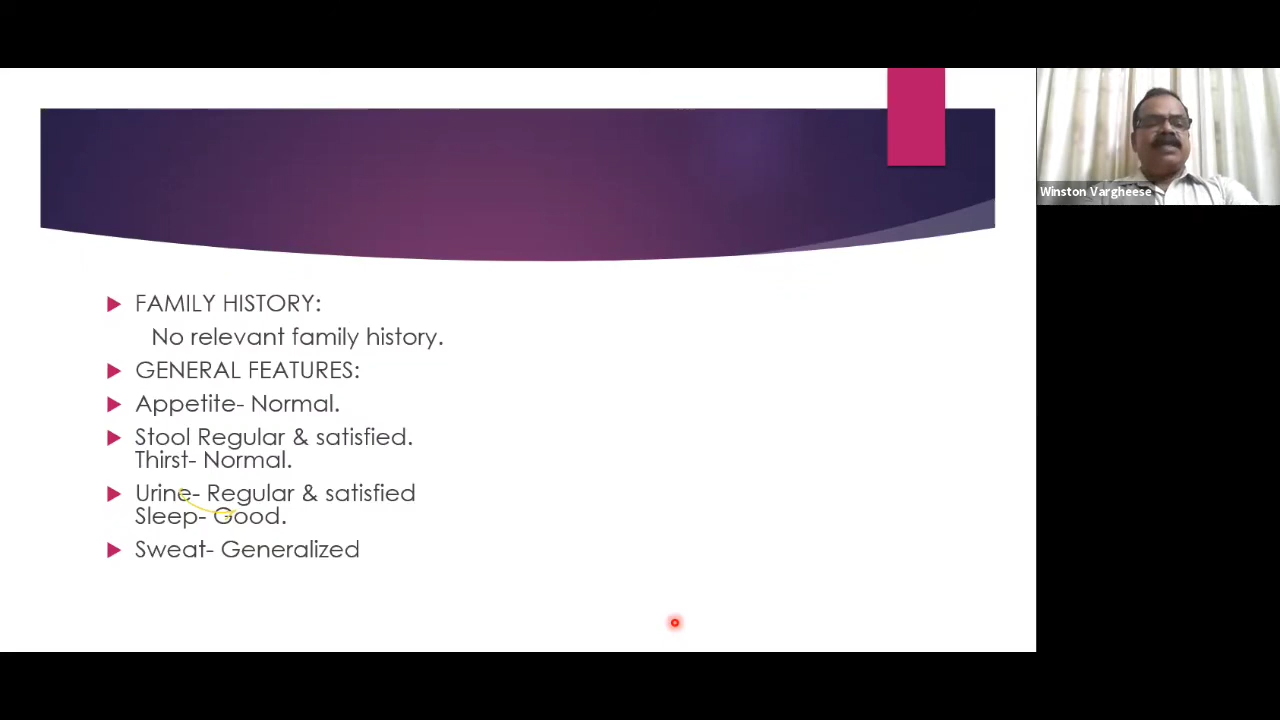 Winston Vargheese
FAMILY HISTORY:
No relevant family history.
GENERAL FEATURES:
Appetite- Normal.
Stool Regular & satisfied.
Thirst- Normal.
Urine- Regular & satisfied
Sleep- Good.
Sweat- Generalized